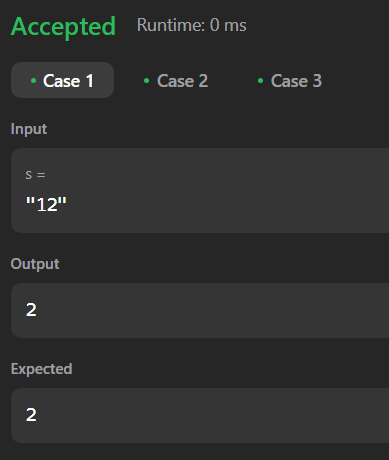 Accepted Runtime: 0 ms
• Case 1 • Case 2 • Case 3
Input
s =
"12"
Output
2
Expected
2